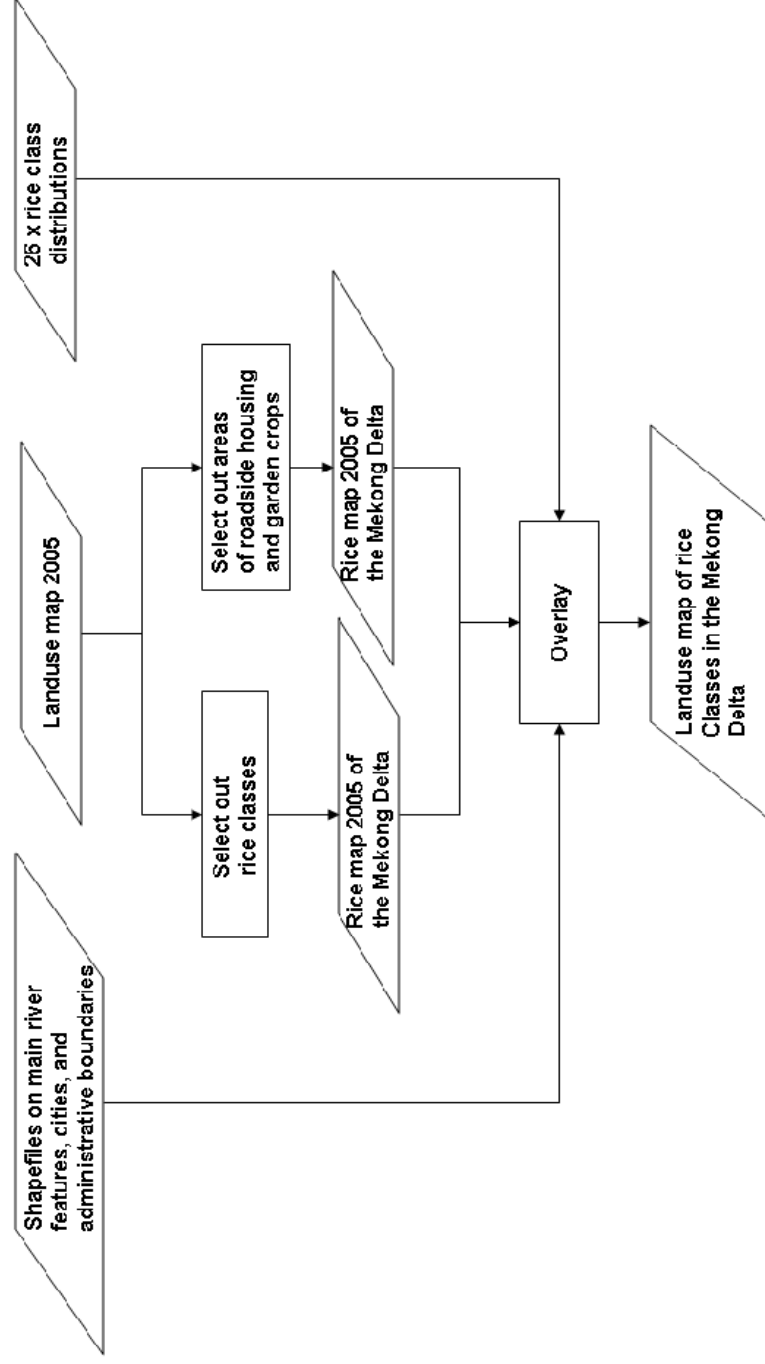 Shapefiles on main river
features, cities, and
administrative boundaries
Landuse map 2005
25 x rice class
distributions
Select out
rice classes
Select out areas
of roadside housing
and garden crops
Rice map 2005 of
the Mekong Delta
Rice map 2005 of
the Mekong Delta
Overlay
Landuse map of rice
Classes in the Mekong
Delta